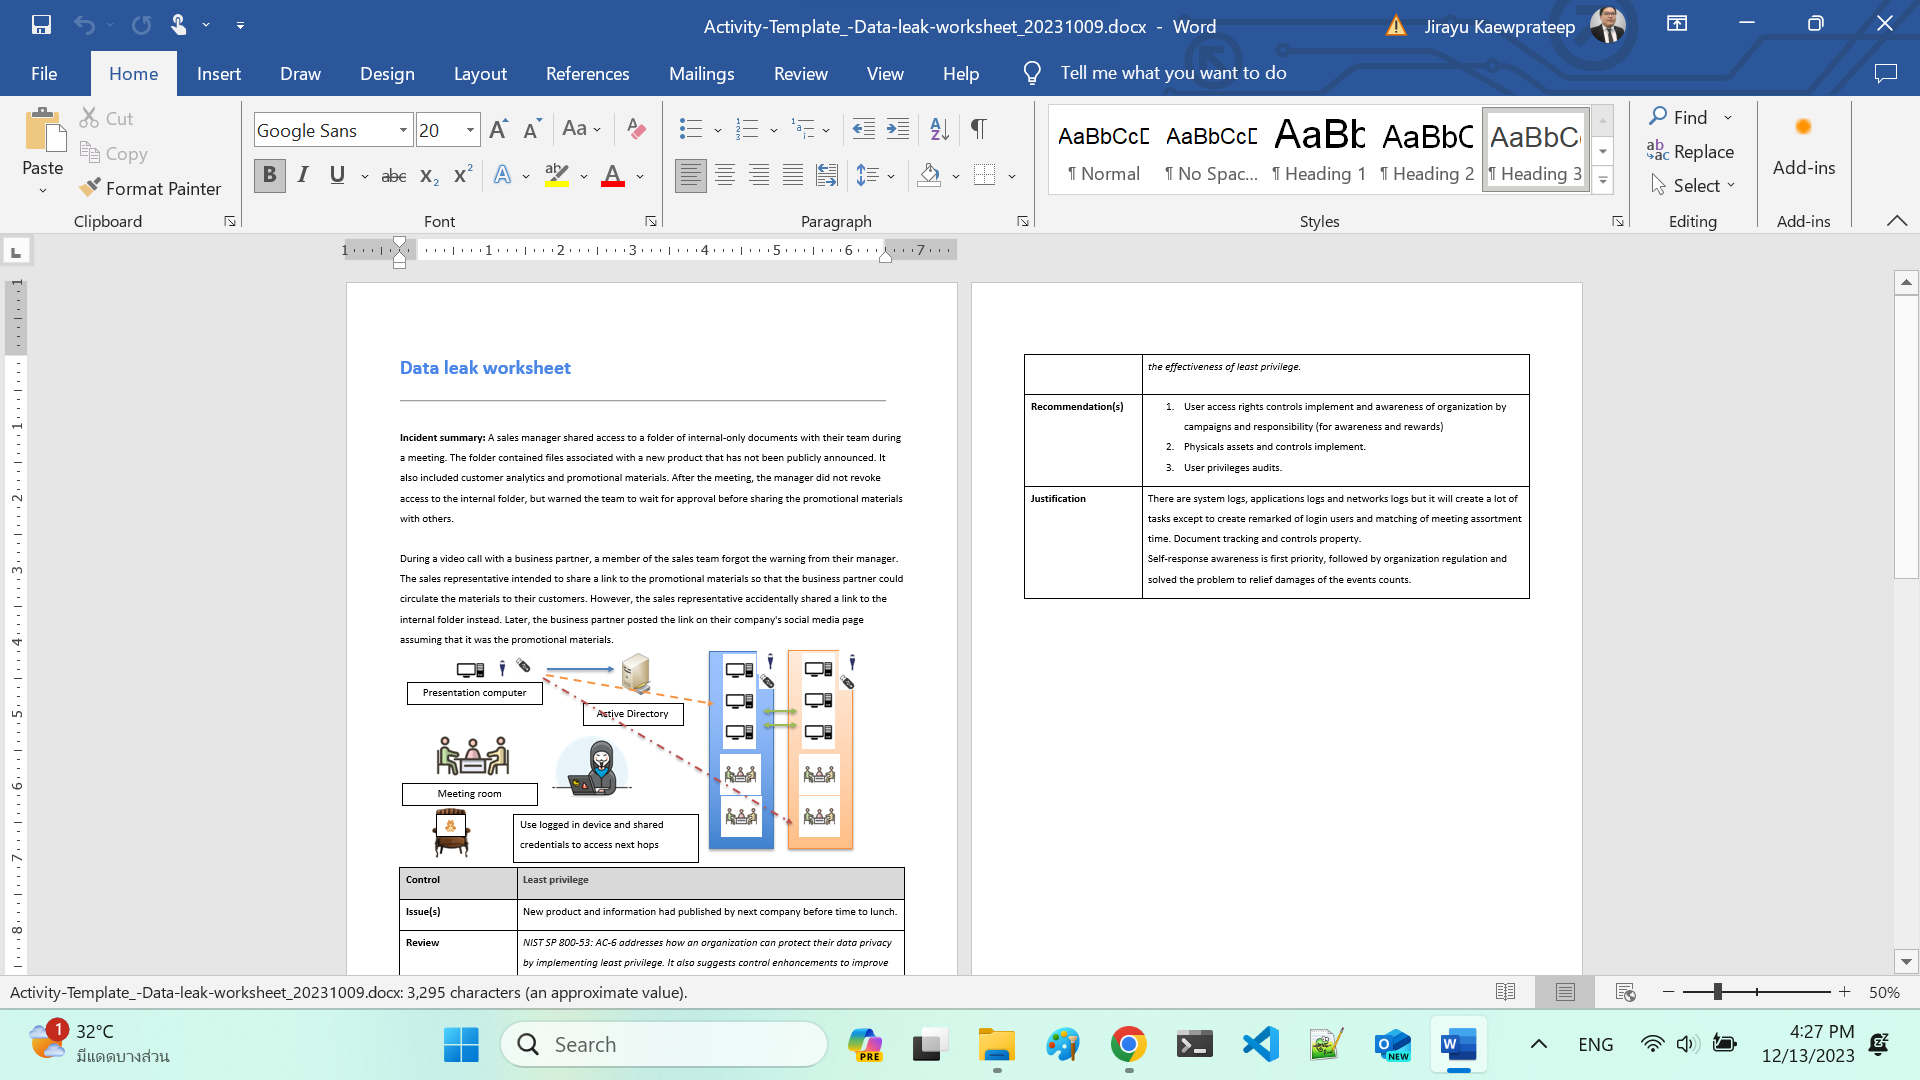 Activity-Template_-Data-leak-worksheet_20231009.docx - Word
Jirayu Kaewprateep
File Home Insert Draw Design Layout References Mailings Review View Help Tell me what you want to do
Paste
Cut
Copy
Format Painter
Clipboard
Google Sans 20
Font
Paragraph
AaBbCcD AaBbCcD AaBb AaBbC AaBbC
¶ Normal ¶ No Spac... ¶ Heading 1 ¶ Heading 2 ¶ Heading 3
Styles
Find
Replace
Select
Editing
Add-ins
Add-ins
1 1 2 3 4 5 6 7
Data leak worksheet
Incident summary: A sales manager shared access to a folder of internal-only documents with their team during
a meeting. The folder contained files associated with a new product that has not been publicly announced. It
also included customer analytics and promotional materials. After the meeting, the manager did not revoke
access to the internal folder, but warned the team to wait for approval before sharing the promotional materials
with others.
During a video call with a business partner, a member of the sales team forgot the warning from their manager.
The sales representative intended to share a link to the promotional materials so that the business partner could
circulate the materials to their customers. However, the sales representative accidentally shared a link to the
internal folder instead. Later, the business partner posted the link on their company's social media page
assuming that it was the promotional materials.
Presentation computer
Active Directory
Meeting room
Use logged in device and shared
credentials to access next hops
Control Least privilege
Issue(s) New product and information had published by next company before time to lunch.
Review NIST SP 800-53: AC-6 addresses how an organization can protect their data privacy
by implementing least privilege. It also suggests control enhancements to improve
the effectiveness of least privilege.
Recommendation(s) 1. User access rights controls implement and awareness of organization by
campaigns and responsibility (for awareness and rewards)
2. Physicals assets and controls implement.
3. User privileges audits.
Justification There are system logs, applications logs and networks logs but it will create a lot of
tasks except to create remarked of login users and matching of meeting assortment
time. Document tracking and controls property.
Self-response awareness is first priority, followed by organization regulation and
solved the problem to relief damages of the events counts.
Activity-Template_-Data-leak-worksheet_20231009.docx: 3,295 characters (an approximate value).
50%
1
32°C
มีแดดบางส่วน
Search
PRE
NEW
ENG
4:27 PM
12/13/2023